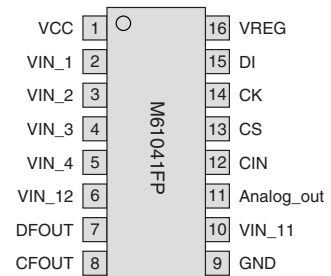 VCC 1 16 VREG
VIN_1 2 15 DI
VIN_2 3 14 CK
VIN_3 4 13 CS
VIN_4 5 12 CIN
VIN_12 6 11 Analog_out
DFOUT 7 10 VIN_11
CFOUT 8 9 GND
M61041FP